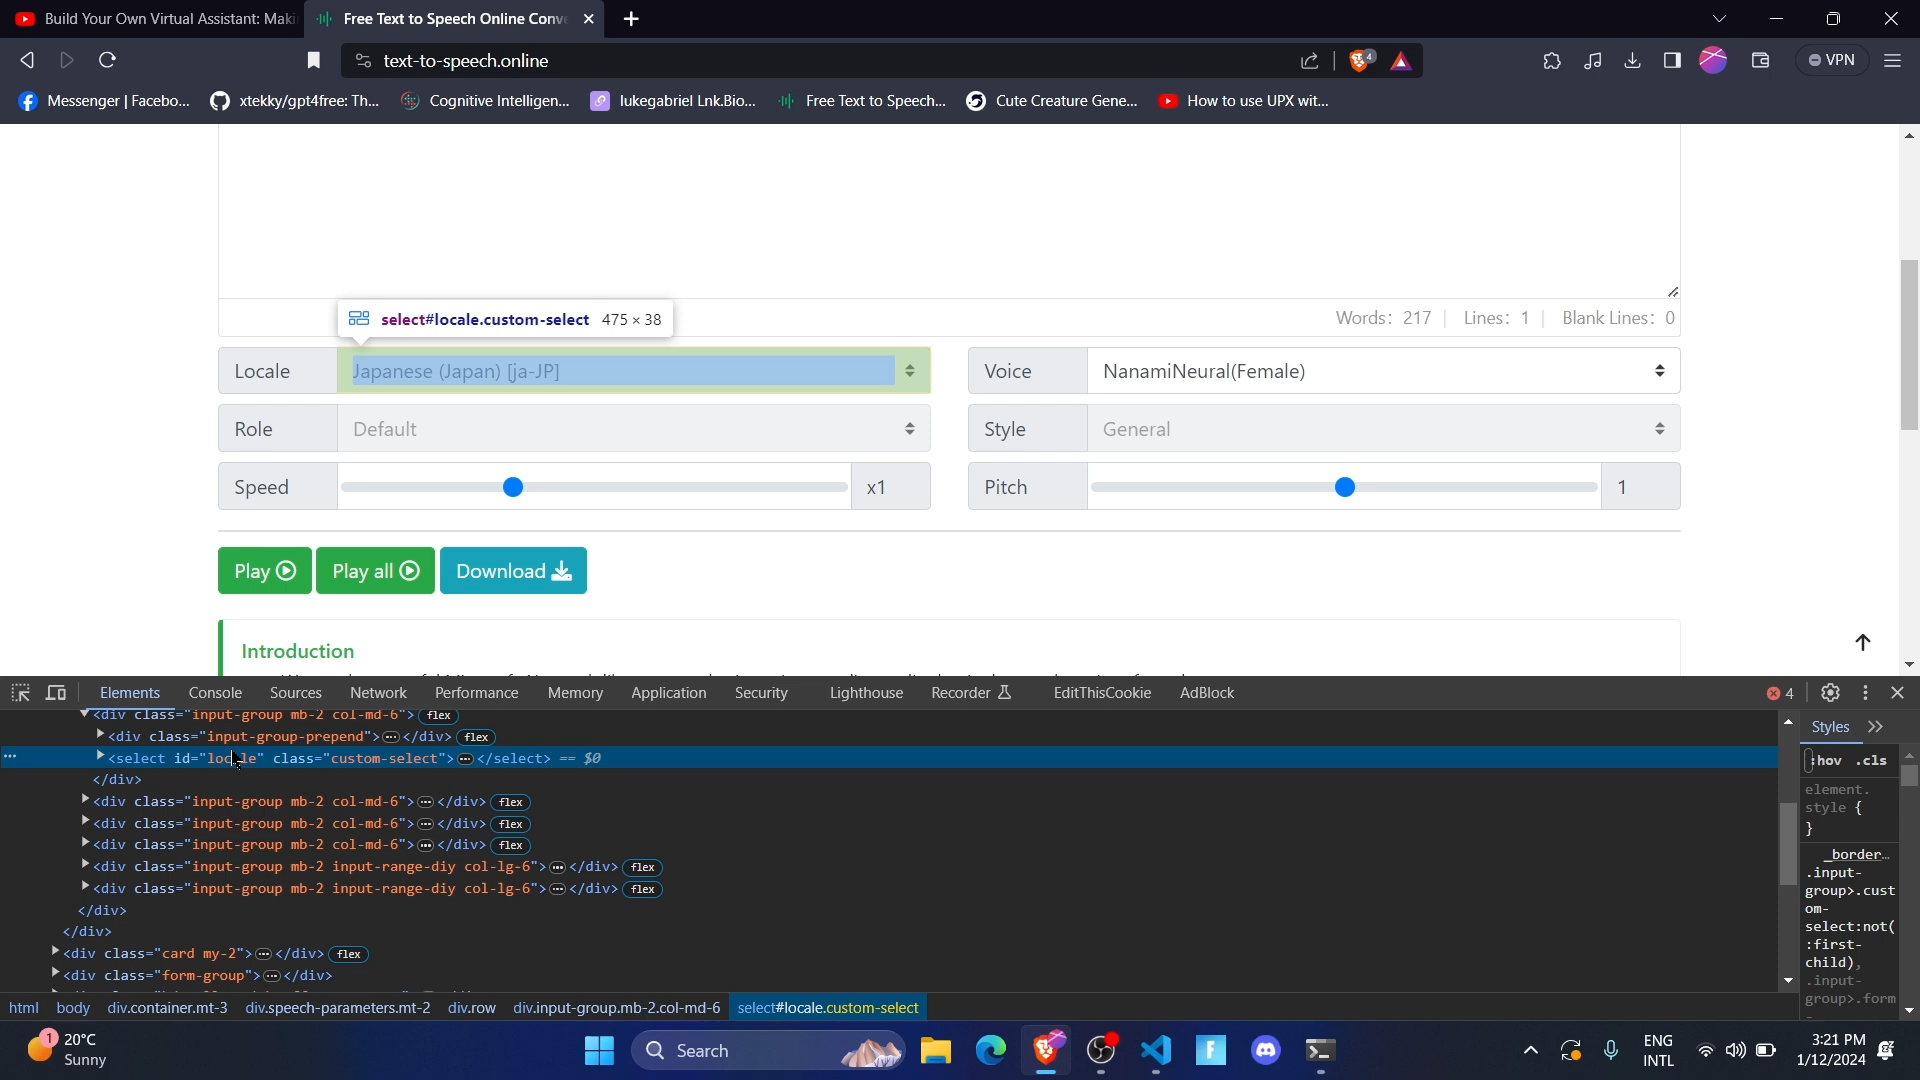 Build Your Own Virtual Assistant: Maki
Free Text to Speech Online Conve
text-to-speech.online
4
VPN
Messenger | Facebo...
xtekky/gpt4free: Th...
Cognitive Intelligen...
lukegabriel Lnk.Bio...
Free Text to Speech...
Cute Creature Gene...
How to use UPX wit...
select#locale.custom-select 475 × 38
Words: 217 Lines: 1 Blank Lines: 0
Locale Japanese (Japan) [ja-JP]
Voice NanamiNeural(Female)
Role Default
Style General
Speed x1
Pitch 1
Play
Play all
Download
Introduction
Elements Console Sources Network Performance Memory Application Security Lighthouse Recorder EditThisCookie AdBlock
4
<div class="input-group mb-2 col-md-6"> flex
<div class="input-group-prepend">…</div> flex
<select id="locale" class="custom-select">…</select> == $0
</div>
<div class="input-group mb-2 col-md-6">…</div> flex
<div class="input-group mb-2 col-md-6">…</div> flex
<div class="input-group mb-2 col-md-6">…</div> flex
<div class="input-group mb-2 input-range-diy col-lg-6">…</div> flex
<div class="input-group mb-2 input-range-diy col-lg-6">…</div> flex
</div>
</div>
<div class="card my-2">…</div> flex
<div class="form-group">…</div>
Styles
:hov .cls
element.
style {
}
_border…
.input-
group>.cust
om-
select:not(
:first-
child),
.input-
group>.form
html body div.container.mt-3 div.speech-parameters.mt-2 div.row div.input-group.mb-2.col-md-6 select#locale.custom-select
1
20°C
Sunny
Search
ENG
INTL
3:21 PM
1/12/2024